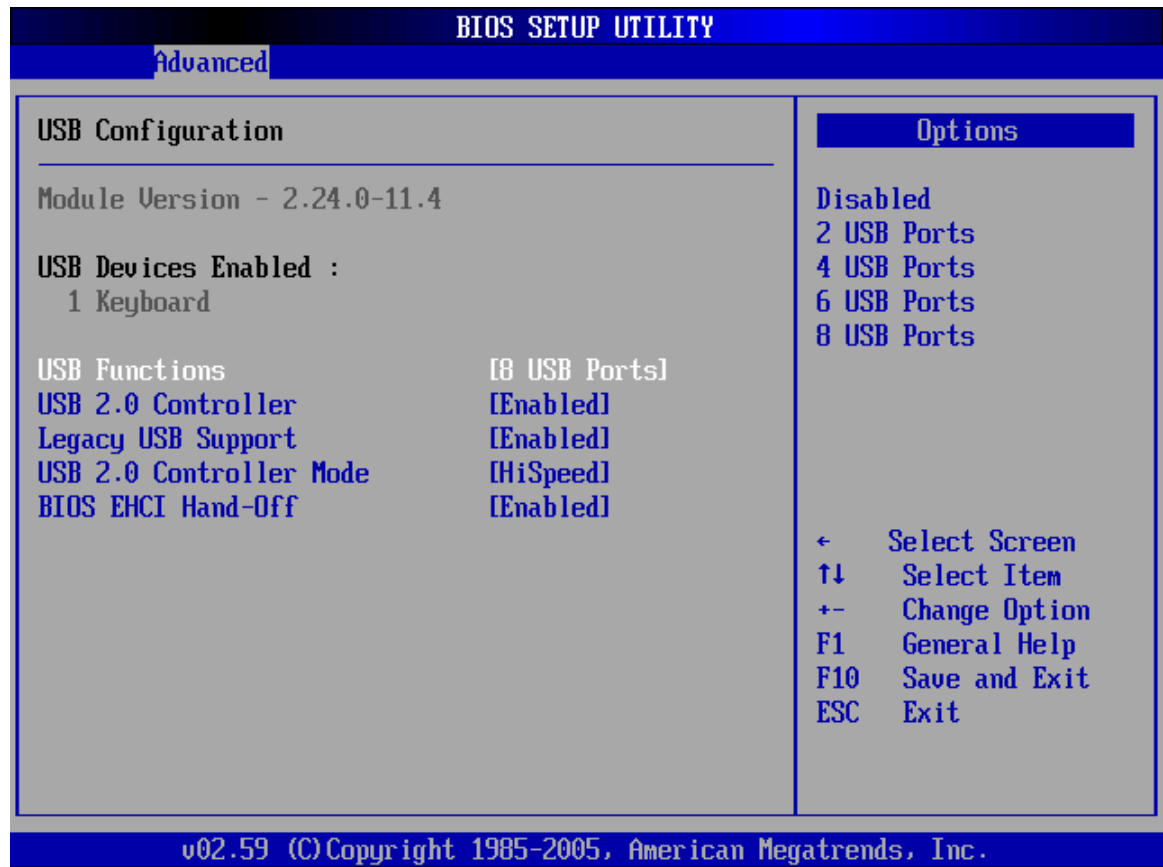 BIOS SETUP UTILITY
Advanced
USB Configuration
Module Version - 2.24.0-11.4
USB Devices Enabled :
1 Keyboard
USB Functions [8 USB Ports]
USB 2.0 Controller [Enabled]
Legacy USB Support [Enabled]
USB 2.0 Controller Mode [HiSpeed]
BIOS EHCI Hand-Off [Enabled]
Options
Disabled
2 USB Ports
4 USB Ports
6 USB Ports
8 USB Ports
← Select Screen
↑↓ Select Item
+- Change Option
F1 General Help
F10 Save and Exit
ESC Exit
v02.59 (C)Copyright 1985-2005, American Megatrends, Inc.